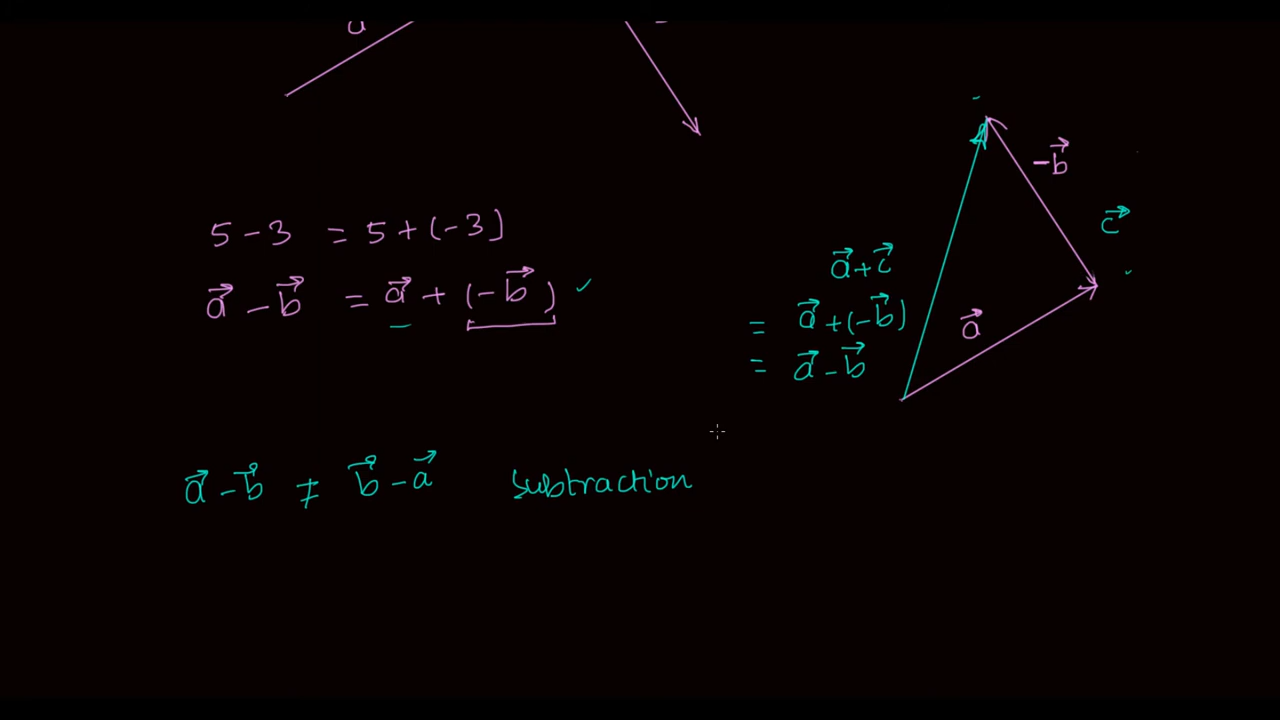 a
5 - 3 = 5 + (-3)
a⃗ - b⃗ = a⃗ + (-b⃗) ✓
-b⃗
c⃗
a⃗
a⃗ + c⃗
= a⃗ + (-b⃗)
= a⃗ - b⃗
a⃗ - b⃗ ≠ b⃗ - a⃗ subtraction